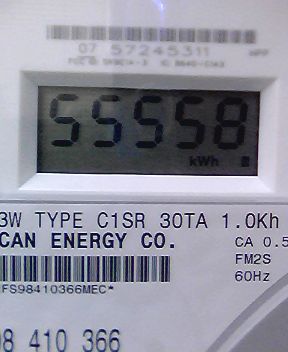 07 57245311
55558
kWh
3W TYPE C1SR 30TA 1.0Kh
CAN ENERGY CO.
CA 0.5
FM2S
60Hz
FS98410366MEC*
98 410 366